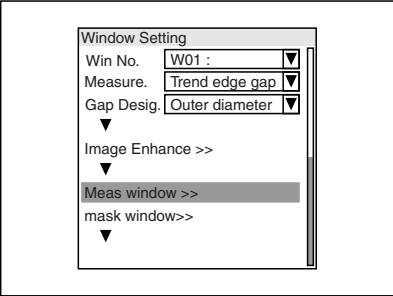 Window Setting
Win No. W01 :
Measure. Trend edge gap
Gap Desig. Outer diameter
Image Enhance >>
Meas window >>
mask window>>